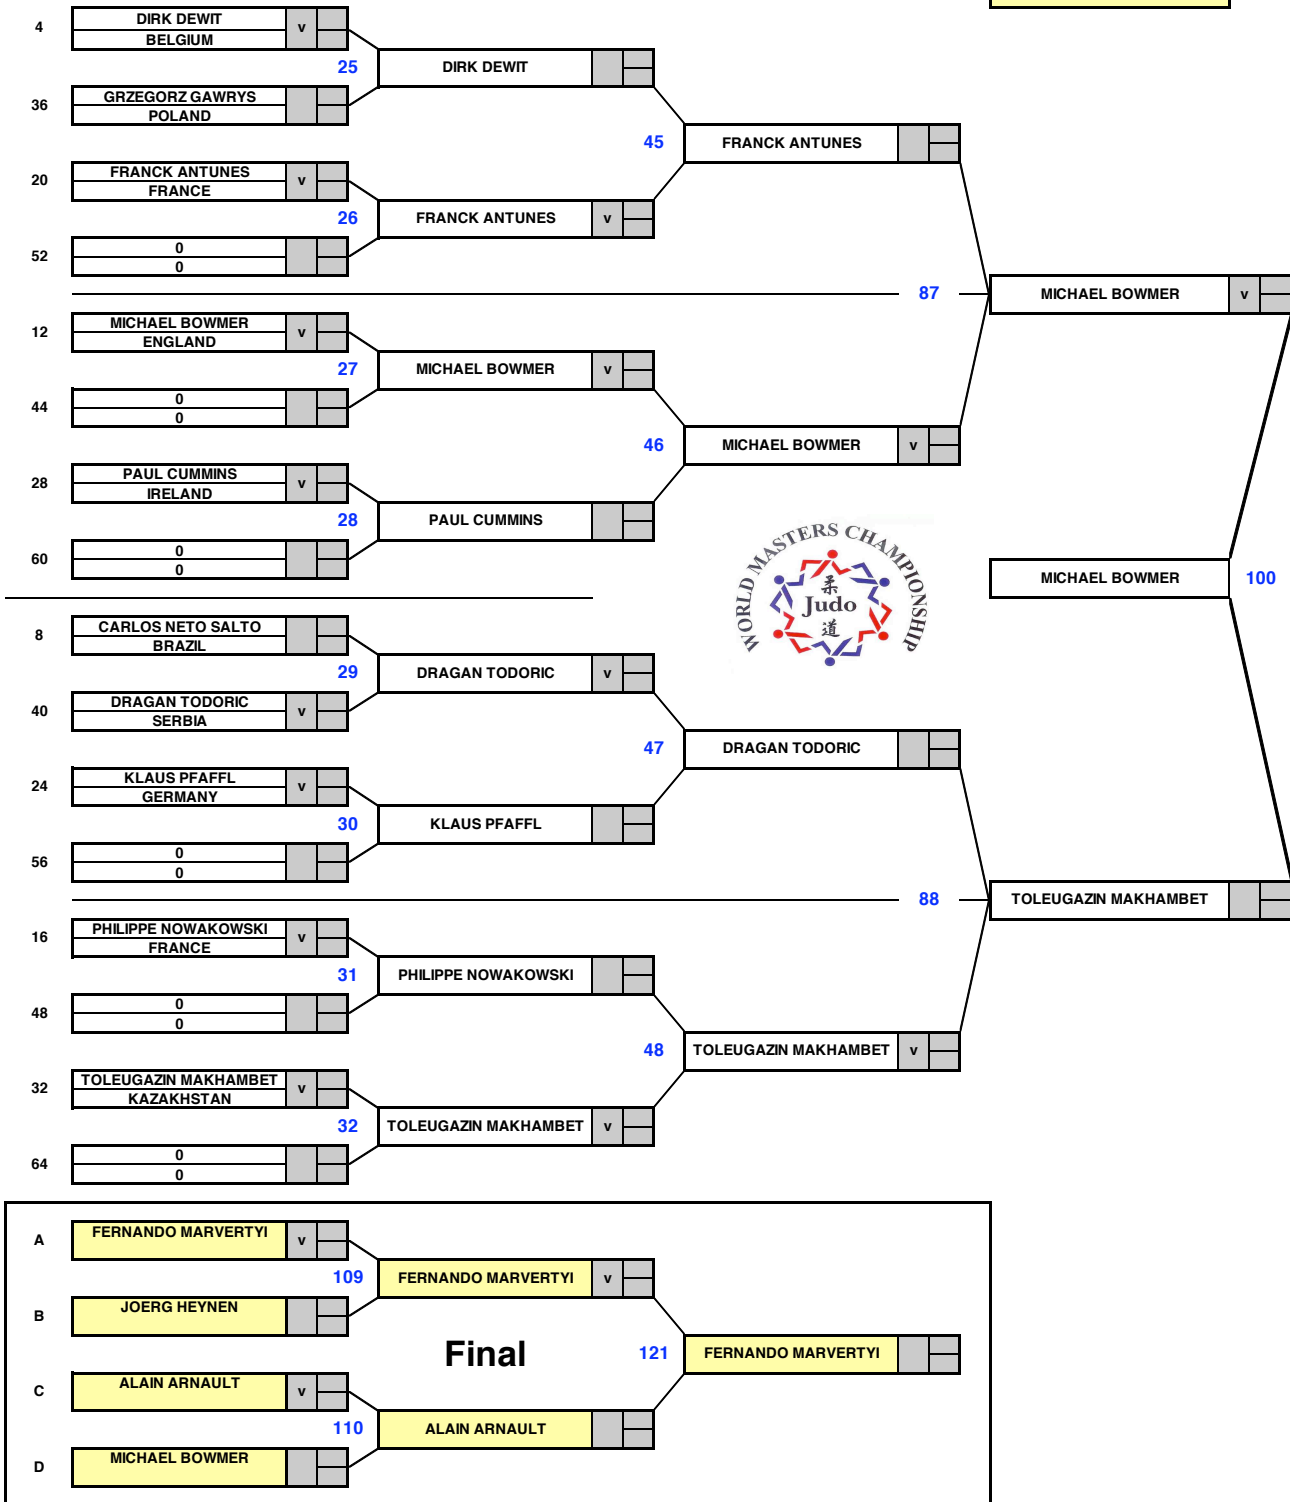 4
DIRK DEWIT
v
BELGIUM
25
DIRK DEWIT
36
GRZEGORZ GAWRYS
POLAND
45
FRANCK ANTUNES
20
FRANCK ANTUNES
v
FRANCE
26
FRANCK ANTUNES
v
52
0
0
87
MICHAEL BOWMER
v
12
MICHAEL BOWMER
v
ENGLAND
27
MICHAEL BOWMER
v
44
0
0
46
MICHAEL BOWMER
v
28
PAUL CUMMINS
v
IRELAND
28
PAUL CUMMINS
60
0
0
WORLD MASTERS CHAMPIONSHIP
柔
Judo
道
MICHAEL BOWMER
100
8
CARLOS NETO SALTO
BRAZIL
29
DRAGAN TODORIC
v
40
DRAGAN TODORIC
v
SERBIA
47
DRAGAN TODORIC
24
KLAUS PFAFFL
v
GERMANY
30
KLAUS PFAFFL
56
0
0
88
TOLEUGAZIN MAKHAMBET
16
PHILIPPE NOWAKOWSKI
v
FRANCE
31
PHILIPPE NOWAKOWSKI
48
0
0
48
TOLEUGAZIN MAKHAMBET
v
32
TOLEUGAZIN MAKHAMBET
v
KAZAKHSTAN
32
TOLEUGAZIN MAKHAMBET
v
64
0
0
A
FERNANDO MARVERTYI
v
109
FERNANDO MARVERTYI
v
B
JOERG HEYNEN
Final
121
FERNANDO MARVERTYI
C
ALAIN ARNAULT
v
110
ALAIN ARNAULT
D
MICHAEL BOWMER